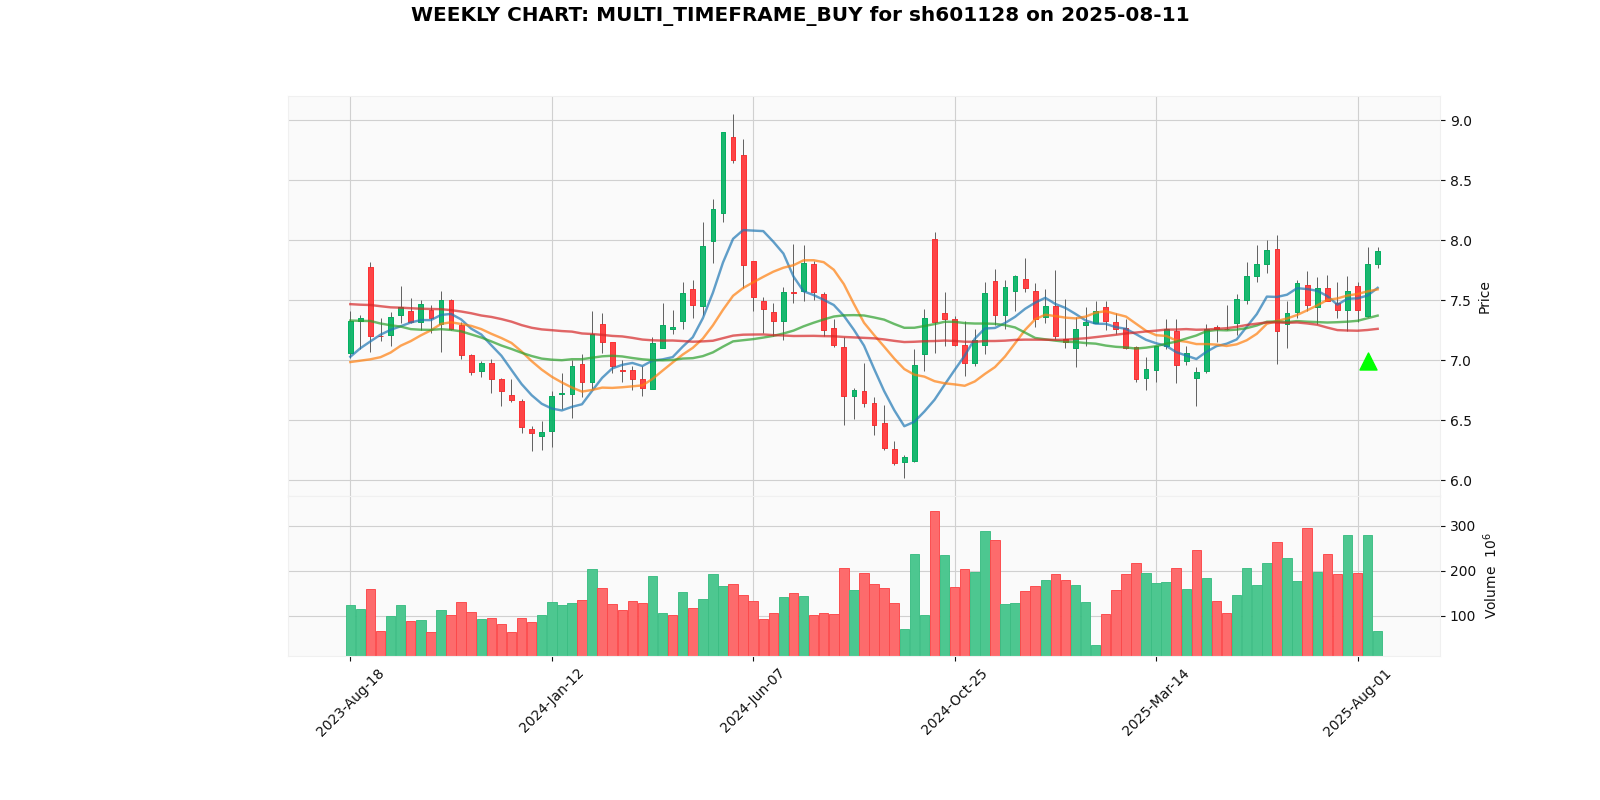 WEEKLY CHART: MULTI_TIMEFRAME_BUY for sh601128 on 2025-08-11
9.0
8.5
8.0
7.5
7.0
6.5
6.0
Price
300
200
100
Volume 10⁶
2023-Aug-18
2024-Jan-12
2024-Jun-07
2024-Oct-25
2025-Mar-14
2025-Aug-01